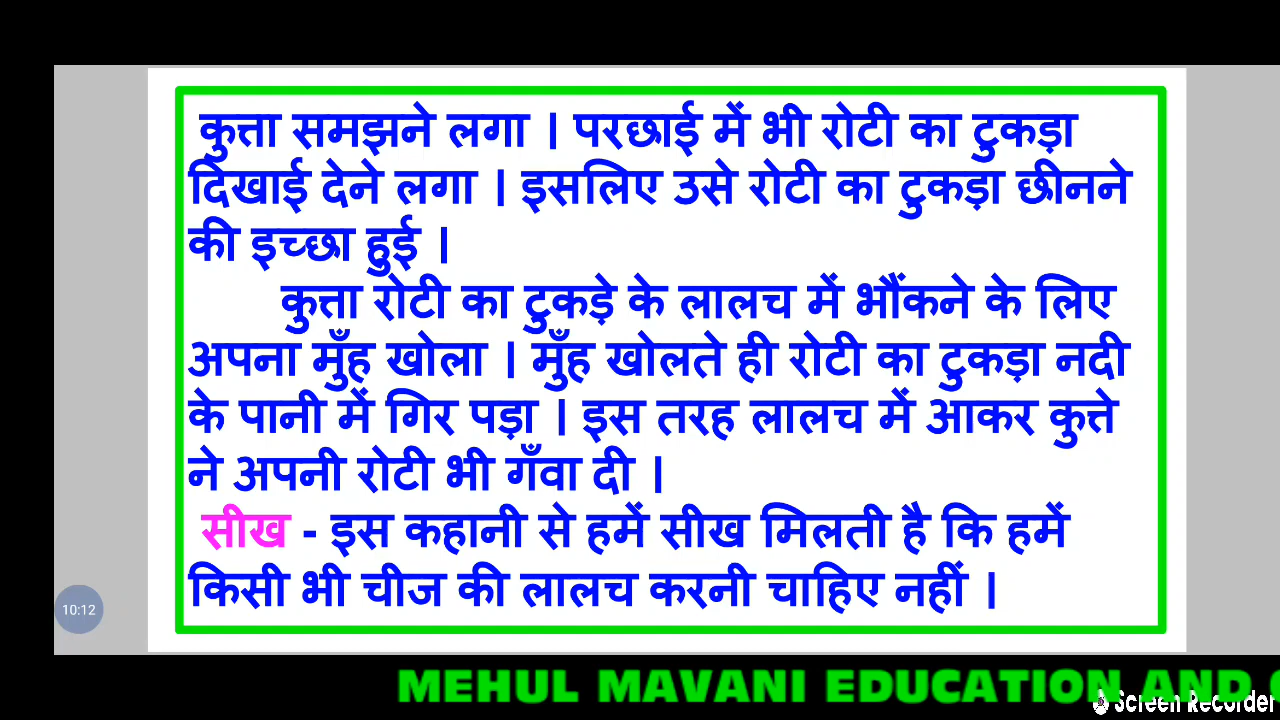 कुत्ता समझने लगा । परछाई में भी रोटी का टुकड़ा
दिखाई देने लगा । इसलिए उसे रोटी का टुकड़ा छीनने
की इच्छा हुई ।
कुत्ता रोटी का टुकड़े के लालच में भौंकने के लिए
अपना मुँह खोला । मुँह खोलते ही रोटी का टुकड़ा नदी
के पानी में गिर पड़ा । इस तरह लालच में आकर कुत्ते
ने अपनी रोटी भी गँवा दी ।
सीख - इस कहानी से हमें सीख मिलती है कि हमें
किसी भी चीज की लालच करनी चाहिए नहीं ।
10:12
MEHUL MAVANI EDUCATION AND
Screen Recorder